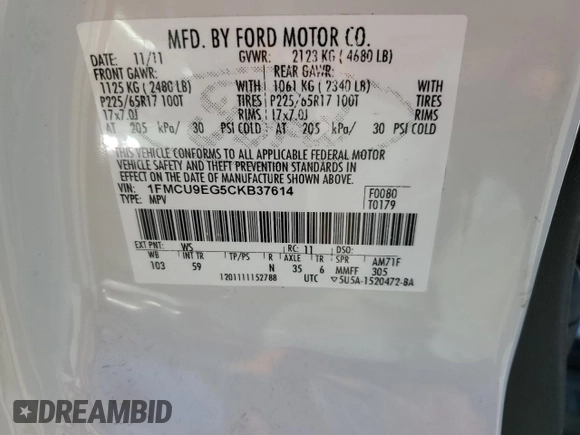 MFD. BY FORD MOTOR CO.
DATE: 11/11 GVWR: 2123 KG ( 4680 LB)
FRONT GAWR: REAR GAWR:
1125 KG ( 2480 LB) WITH 1061 KG ( 2340 LB) WITH
P225/65R17 100T TIRES P225/65R17 100T TIRES
17x7.0J RIMS 17x7.0J RIMS
AT 205 kPa/ 30 PSI COLD AT 205 kPa/ 30 PSI COLD
THIS VEHICLE CONFORMS TO ALL APPLICABLE FEDERAL MOTOR
VEHICLE SAFETY AND THEFT PREVENTION STANDARDS IN
EFFECT ON THE DATE OF MANUFACTURE SHOWN ABOVE.
VIN: 1FMCU9EG5CKB37614 F0080
TYPE: MPV T0179
EXT PNT: WS RC: 11 DSO:
WB INT TR TP/PS R AXLE TR SPR AM71F
103 59 N 35 6 MMFF 305
1201111152788 UTC ▽5U5A-1520472-BA
DREAMBID